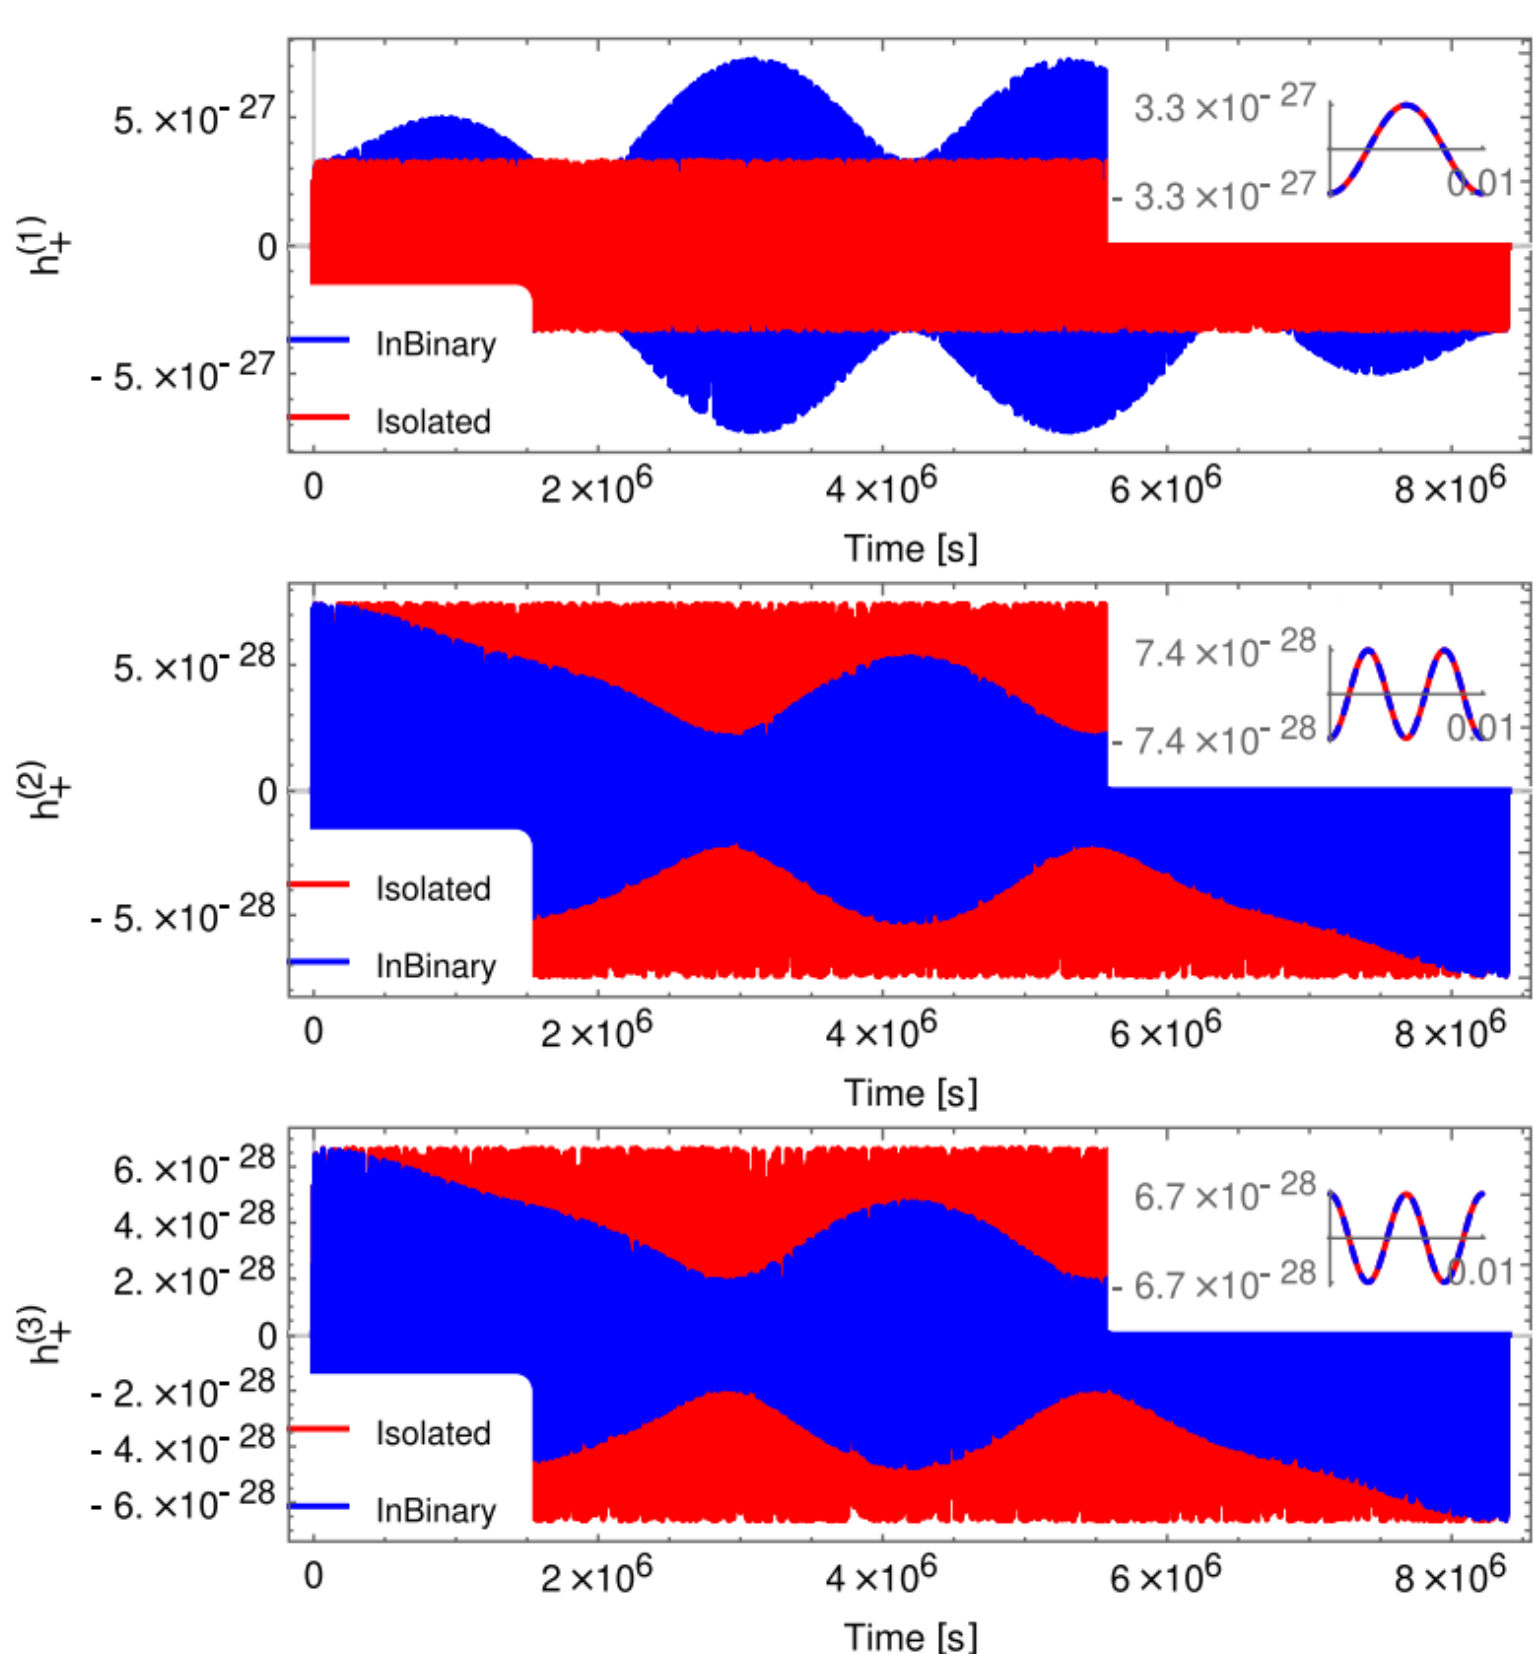 5. ×10⁻²⁷
0
- 5. ×10⁻²⁷
h₊⁽¹⁾
3.3 ×10⁻²⁷
- 3.3 ×10⁻²⁷
0.01
InBinary
Isolated
0 2 ×10⁶ 4 ×10⁶ 6 ×10⁶ 8 ×10⁶
Time [s]
5. ×10⁻²⁸
0
- 5. ×10⁻²⁸
h₊⁽²⁾
7.4 ×10⁻²⁸
- 7.4 ×10⁻²⁸
0.01
Isolated
InBinary
0 2 ×10⁶ 4 ×10⁶ 6 ×10⁶ 8 ×10⁶
Time [s]
6. ×10⁻²⁸
4. ×10⁻²⁸
2. ×10⁻²⁸
0
- 2. ×10⁻²⁸
- 4. ×10⁻²⁸
- 6. ×10⁻²⁸
h₊⁽³⁾
6.7 ×10⁻²⁸
- 6.7 ×10⁻²⁸
0.01
Isolated
InBinary
0 2 ×10⁶ 4 ×10⁶ 6 ×10⁶ 8 ×10⁶
Time [s]